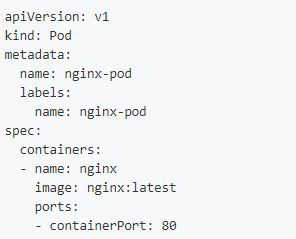 apiVersion: v1
kind: Pod
metadata:
  name: nginx-pod
  labels:
    name: nginx-pod
spec:
  containers:
  - name: nginx
    image: nginx:latest
    ports:
    - containerPort: 80